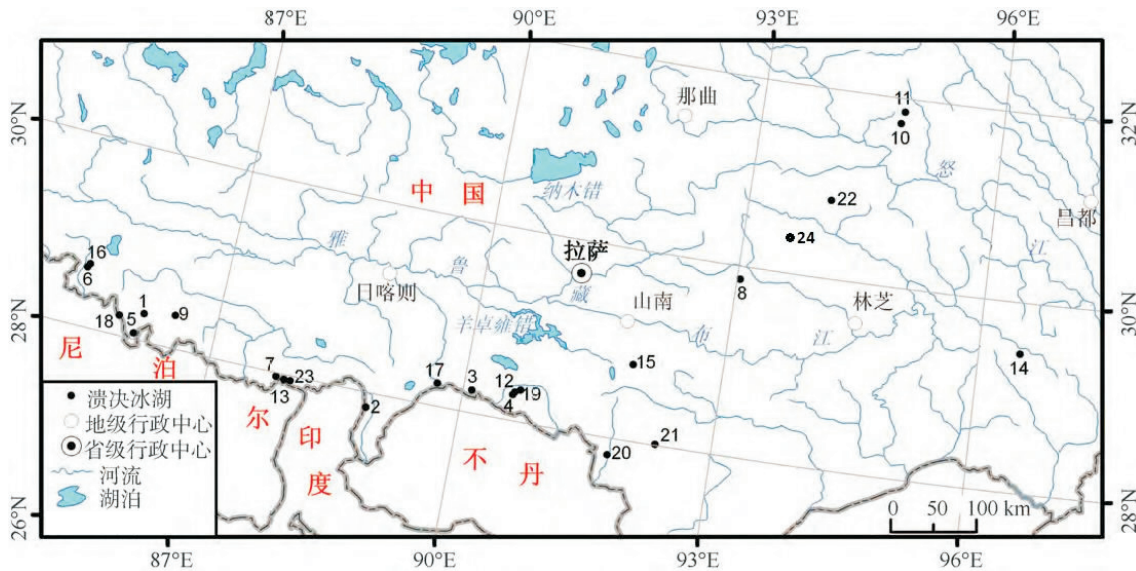 87°E 90°E 93°E 96°E
30°N
32°N
那曲
11
10
怒
中国
纳木错
22
昌都
24
江
16
6
雅
鲁
拉萨
8
日喀则
藏
山南
林芝
30°N
28°N
18
5
1
9
羊卓雍错
布
江
尼
泊
15
14
7
23
13
17
3
12
19
4
2
溃决冰湖
地级行政中心
省级行政中心
河流
湖泊
尔
印
度
不丹
20
21
26°N
28°N
0 50 100 km
87°E 90°E 93°E 96°E